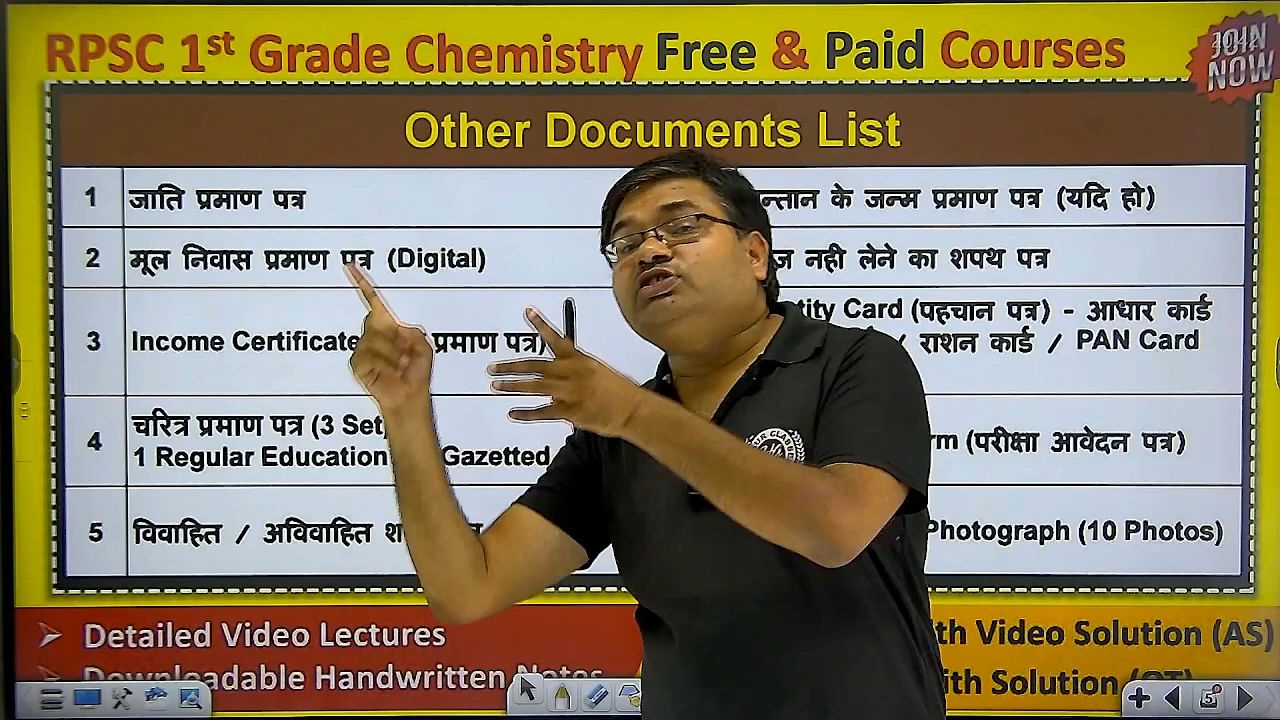 RPSC 1st Grade Chemistry Free & Paid Courses
JOIN
NOW
Other Documents List
1 जाति प्रमाण पत्र
न्तान के जन्म प्रमाण पत्र (यदि हो)
2 मूल निवास प्रमाण पत्र (Digital)
ज नही लेने का शपथ पत्र
3 Income Certificate प्रमाण पत्र)
tity Card (पहचान पत्र) - आधार कार्ड
/ राशन कार्ड / PAN Card
4 चरित्र प्रमाण पत्र (3 Set
1 Regular Education Gazetted
rm (परीक्षा आवेदन पत्र)
5 विवाहित / अविवाहित
Photograph (10 Photos)
Detailed Video Lectures
th Video Solution (AS)
Downloadable Handwritten Notes
ith Solution
5